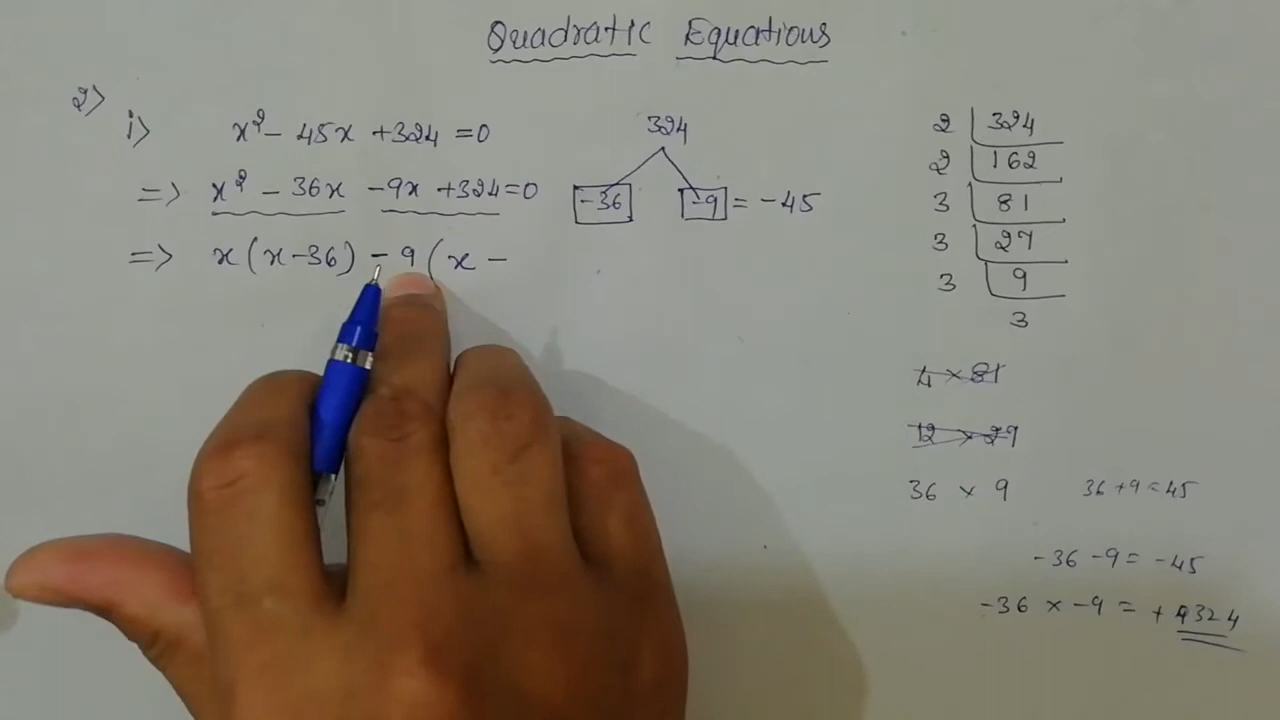 Quadratic Equations
2>
i> x² - 45x + 324 = 0
=> x² - 36x - 9x + 324 = 0
=> x (x - 36) - 9 (x -
324
-36 -9 = -45
2 | 324
2 | 162
3 | 81
3 | 27
3 | 9
3
4 × 81
12 × 27
36 × 9 36 + 9 = 45
-36 -9 = -45
-36 × -9 = + 324